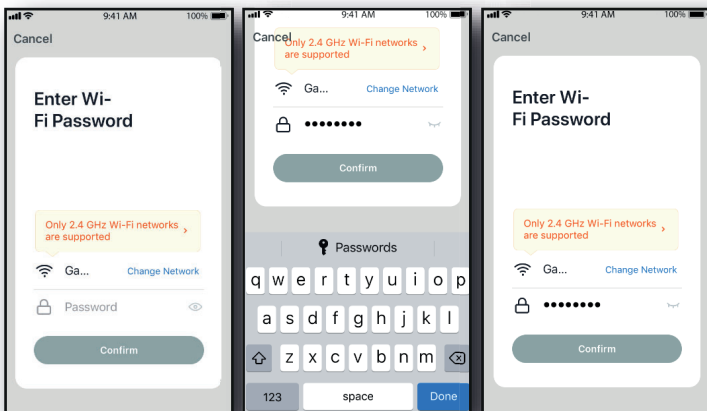 9:41 AM 100%
Cancel
Enter Wi-
Fi Password
Only 2.4 GHz Wi-Fi networks
are supported
Ga... Change Network
Password
Confirm
9:41 AM 100%
Cancel
Only 2.4 GHz Wi-Fi networks
are supported
Ga... Change Network
••••••••
Confirm
Passwords
q w e r t y u i o p
a s d f g h j k l
z x c v b n m
123 space Done
9:41 AM 100%
Cancel
Enter Wi-
Fi Password
Only 2.4 GHz Wi-Fi networks
are supported
Ga... Change Network
••••••••
Confirm